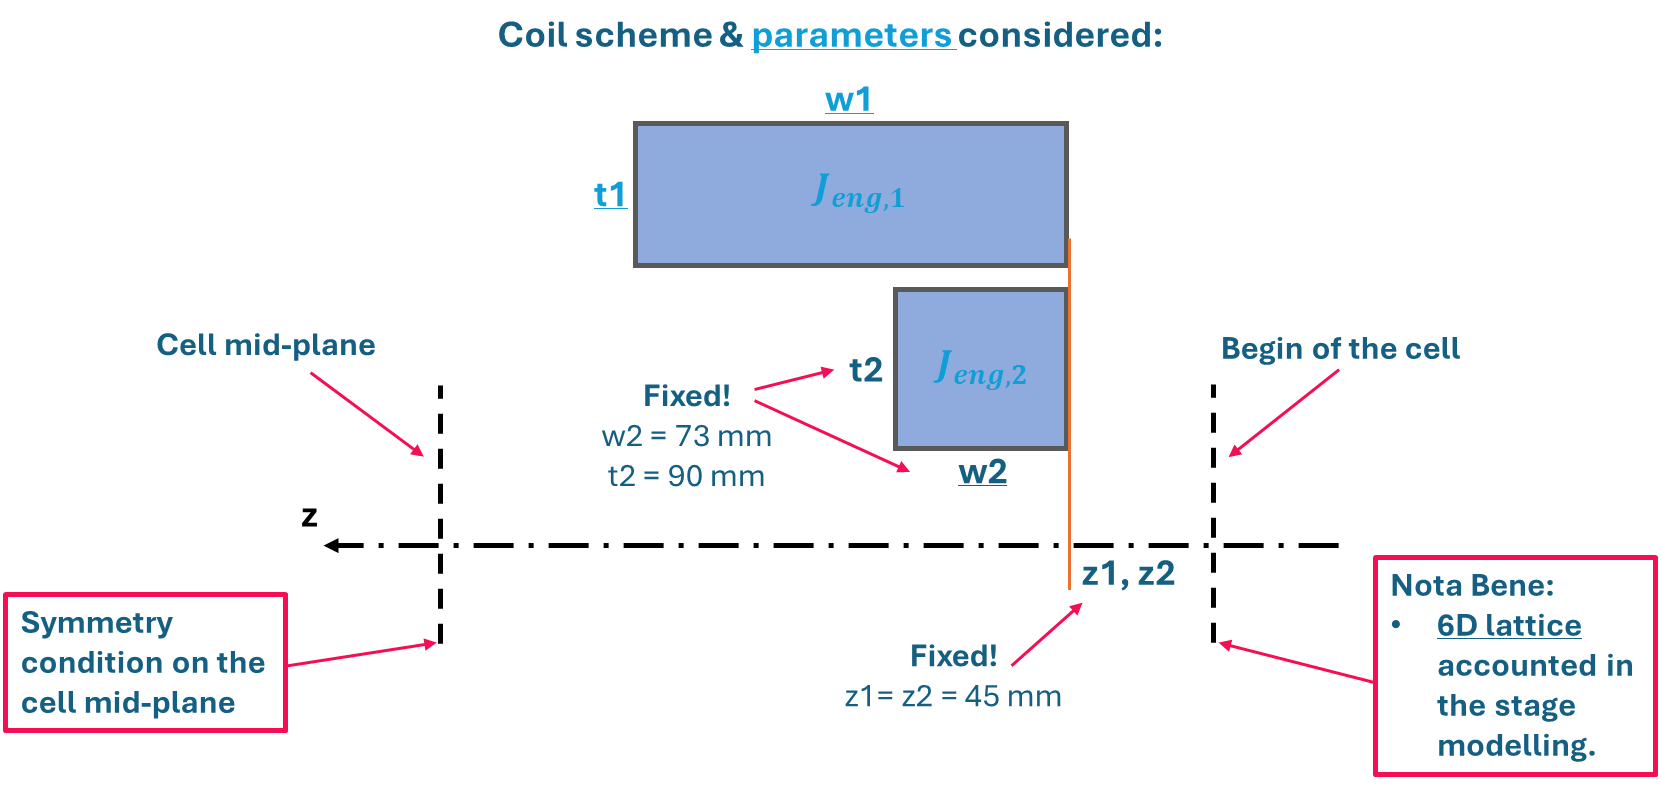 Coil scheme & parameters considered:
w1
t1
J eng,1
Cell mid-plane
Begin of the cell
t2
J eng,2
Fixed!
w2 = 73 mm
t2 = 90 mm
w2
z
z1, z2
Symmetry
condition on the
cell mid-plane
Fixed!
z1= z2 = 45 mm
Nota Bene:
• 6D lattice
accounted in
the stage
modelling.